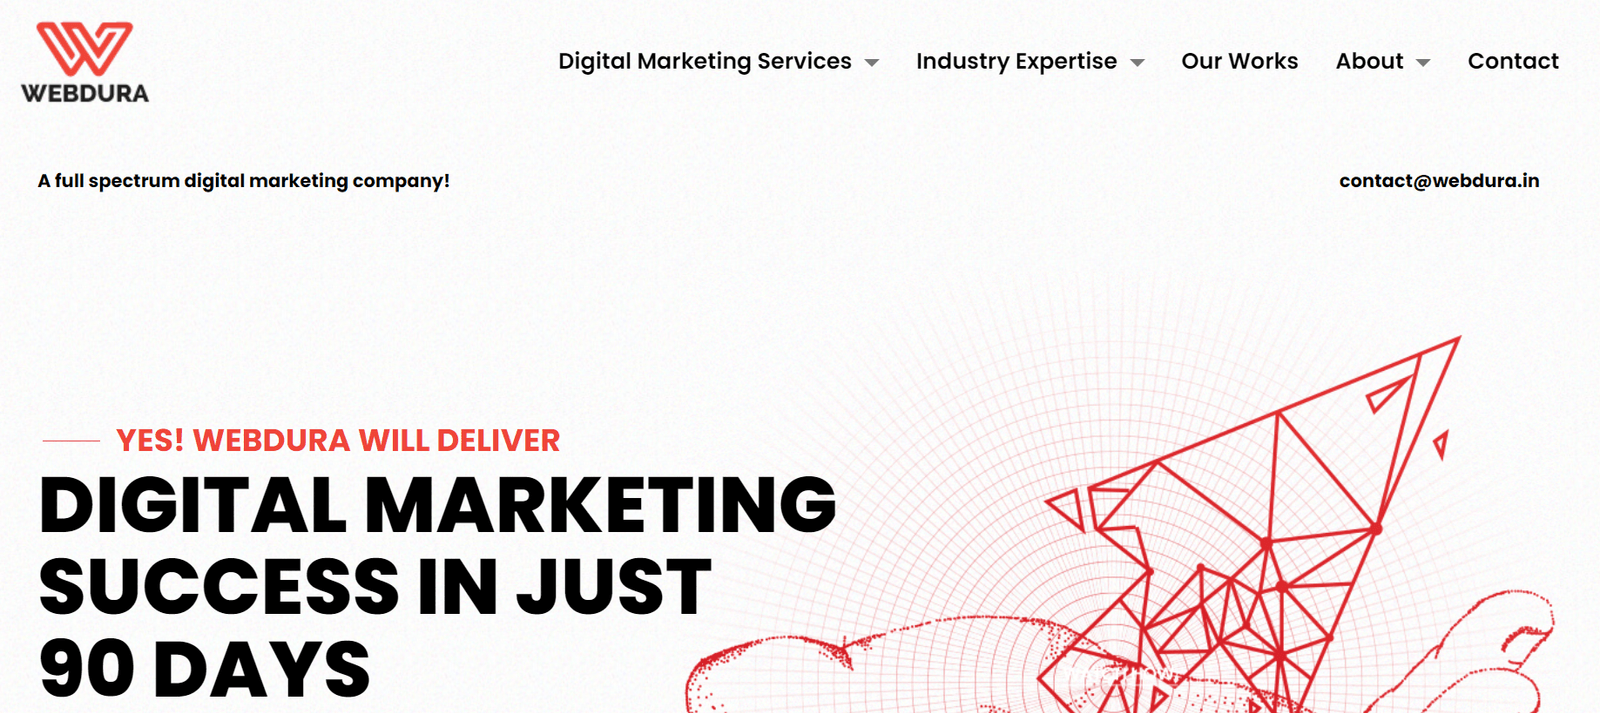 WEBDURA
Digital Marketing Services
Industry Expertise
Our Works
About
Contact
A full spectrum digital marketing company!
contact@webdura.in
YES! WEBDURA WILL DELIVER
DIGITAL MARKETING
SUCCESS IN JUST
90 DAYS